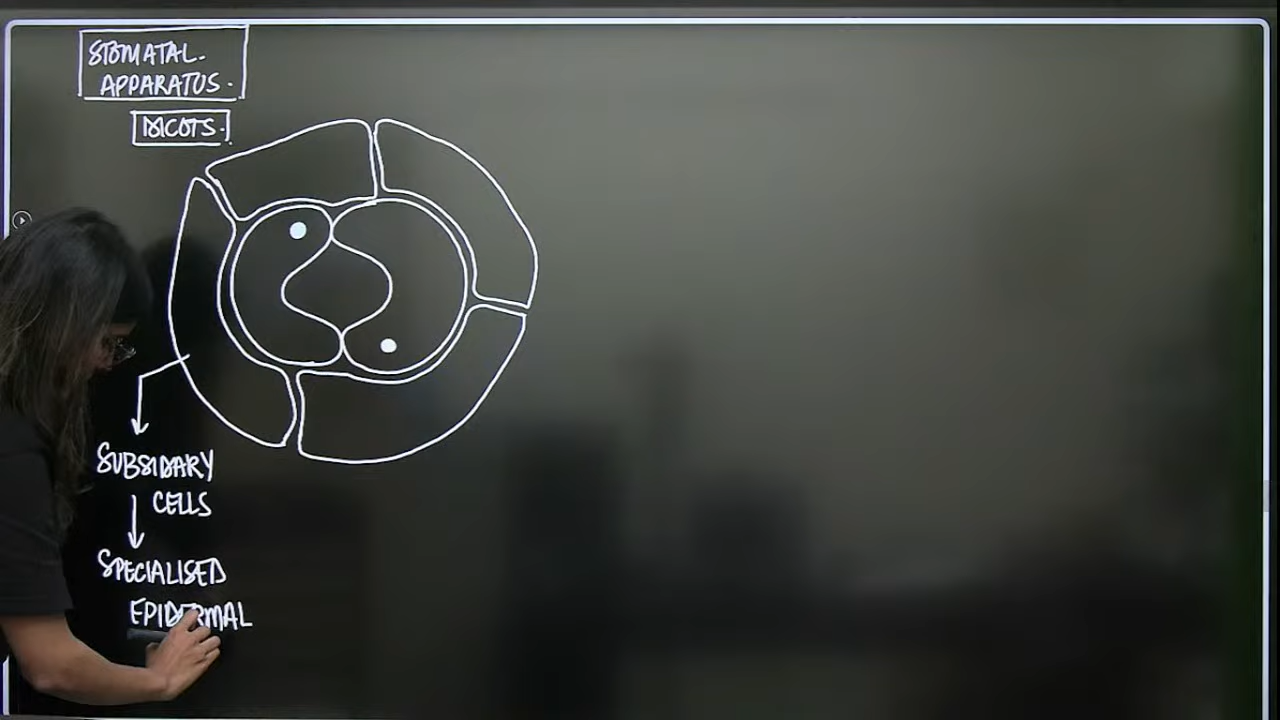 STOMATAL.
APPARATUS.
DICOTS.
SUBSIDARY
CELLS
SPECIALISED
EPIDERMAL